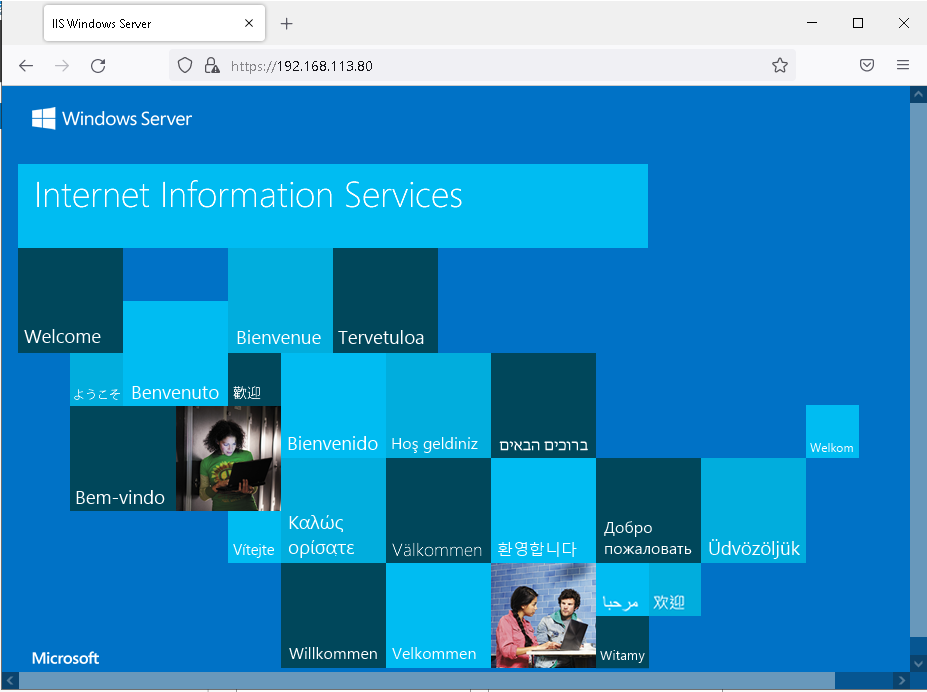 IIS Windows Server
https://192.168.113.80
Windows Server
Internet Information Services
Welcome
Bienvenue
Tervetuloa
ようこそ
Benvenuto
歡迎
Bienvenido
Hoş geldiniz
ברוכים הבאים
Welkom
Bem-vindo
Vítejte
Καλώς
ορίσατε
Välkommen
환영합니다
Добро
пожаловать
Üdvözöljük
مرحبا
欢迎
Willkommen
Velkommen
Witamy
Microsoft